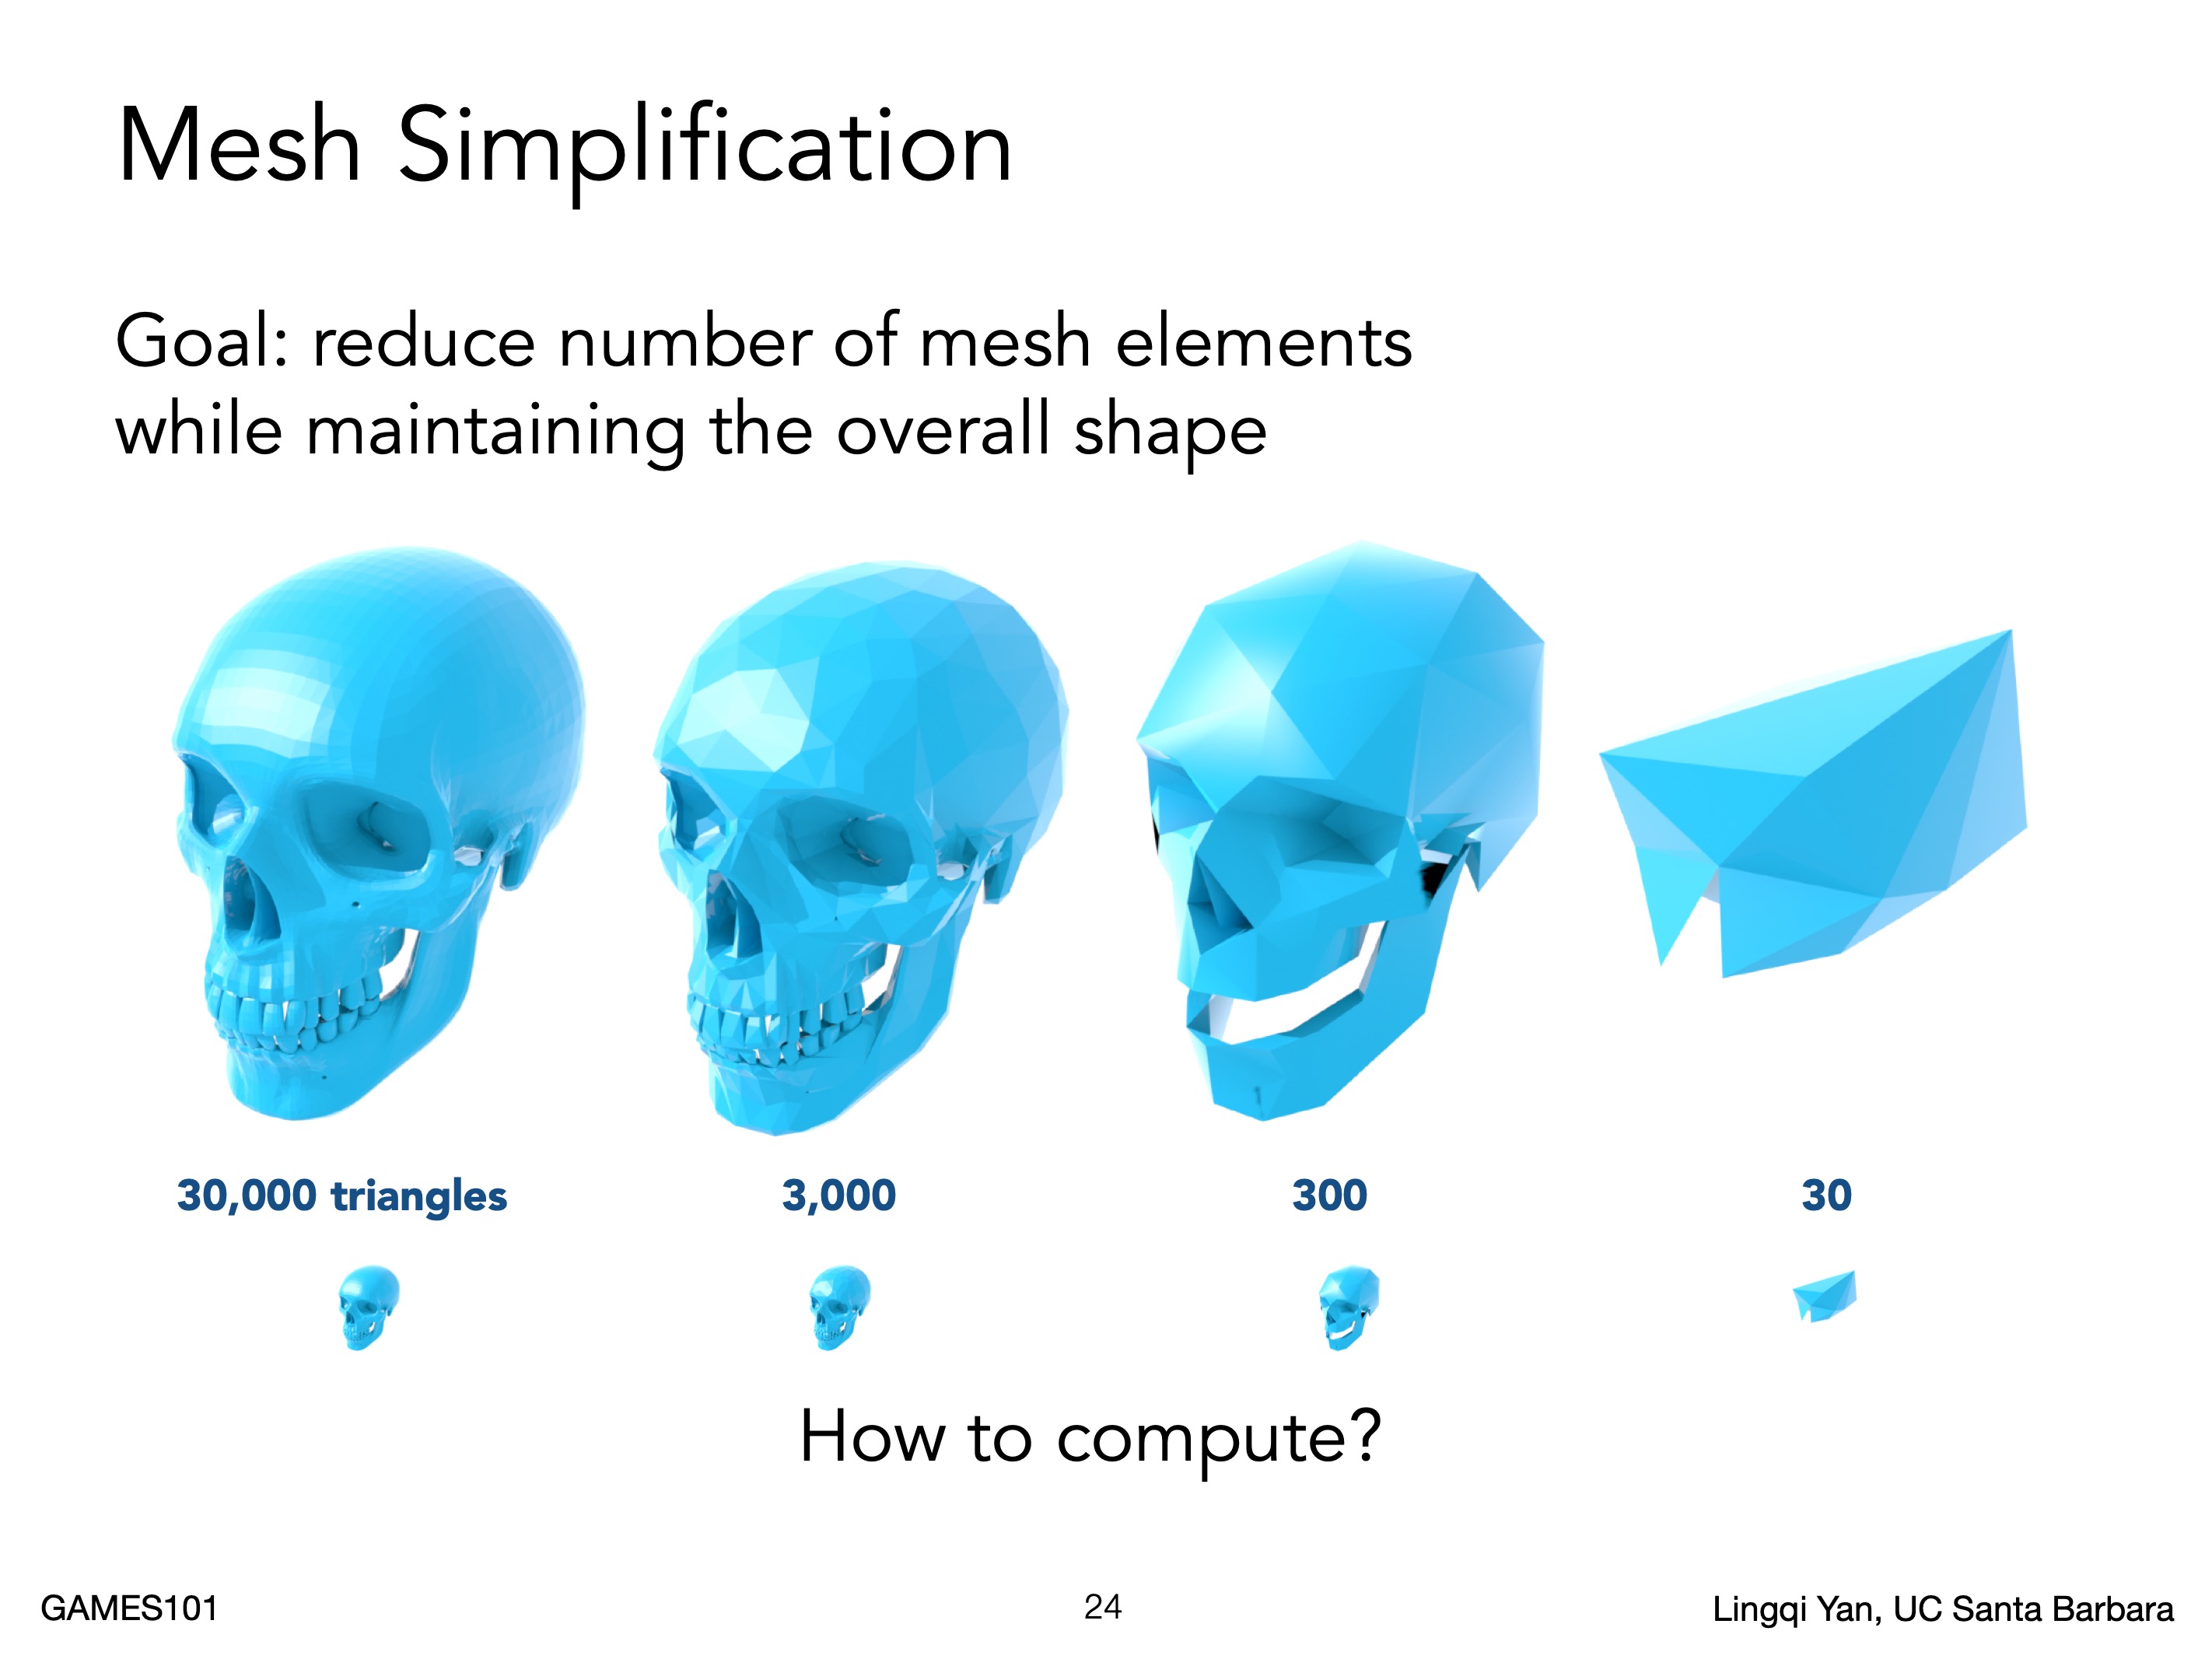 Mesh Simplification
Goal: reduce number of mesh elements
while maintaining the overall shape
30,000 triangles
3,000
300
30
How to compute?
GAMES101
24
Lingqi Yan, UC Santa Barbara